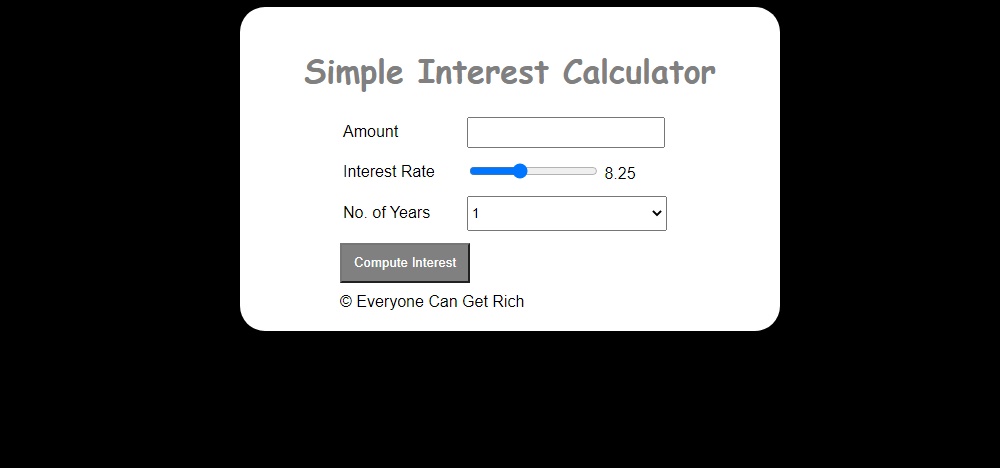 Simple Interest Calculator
Amount
Interest Rate 8.25
No. of Years 1
Compute Interest
© Everyone Can Get Rich